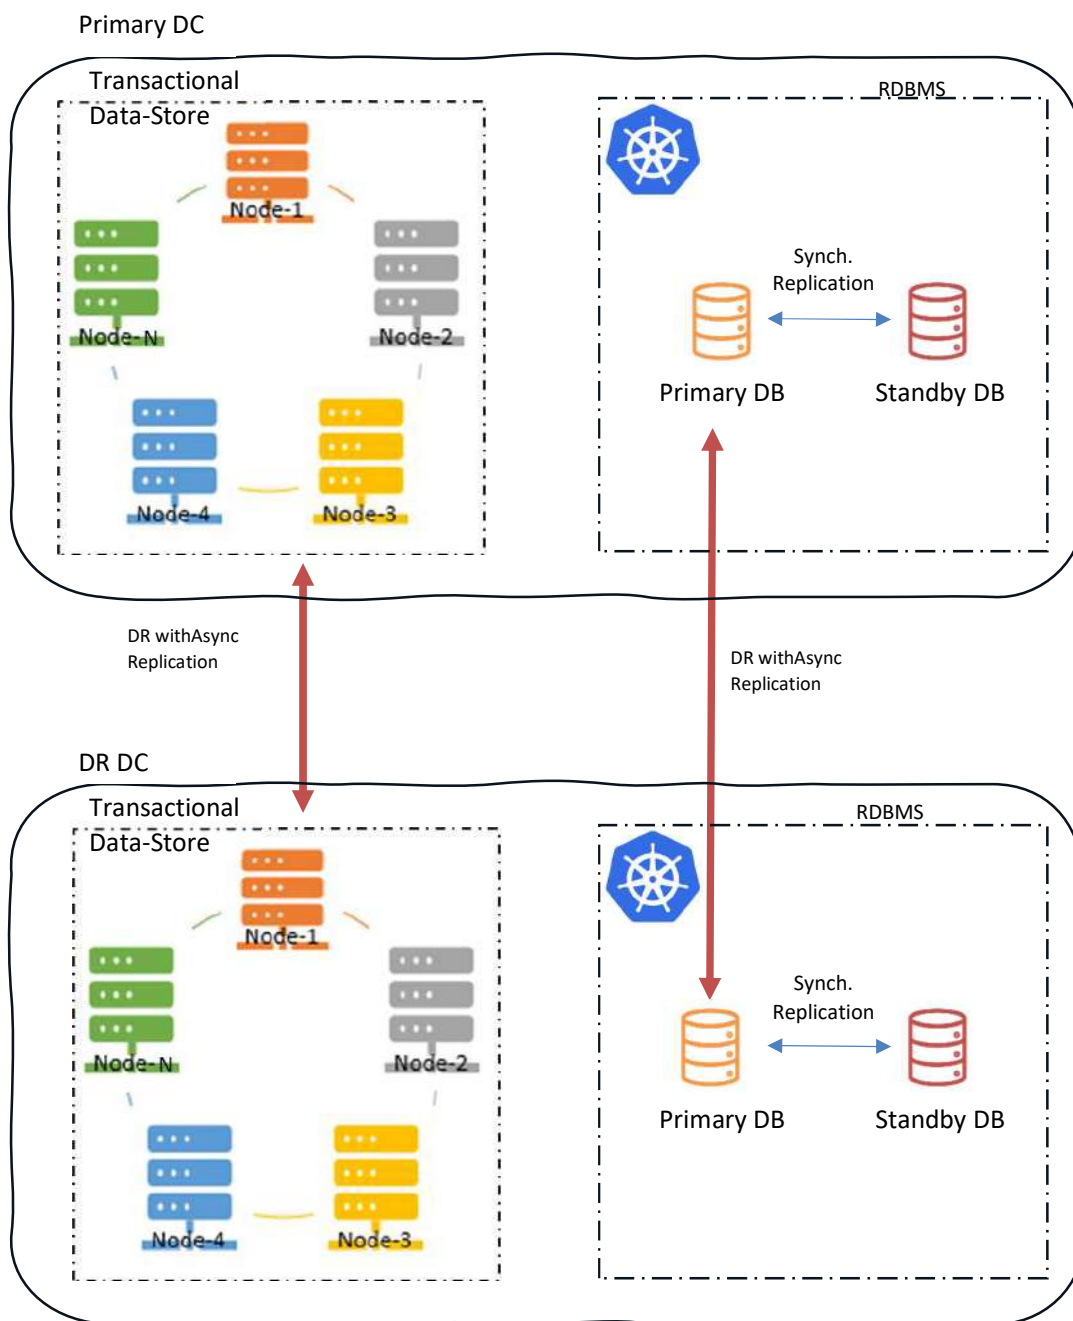 Primary DC
Transactional
Data-Store
RDBMS
Node-1
Node-N
Node-2
Node-4
Node-3
Synch.
Replication
Primary DB
Standby DB
DR withAsync
Replication
DR withAsync
Replication
DR DC
Transactional
Data-Store
RDBMS
Node-1
Node-N
Node-2
Node-4
Node-3
Synch.
Replication
Primary DB
Standby DB